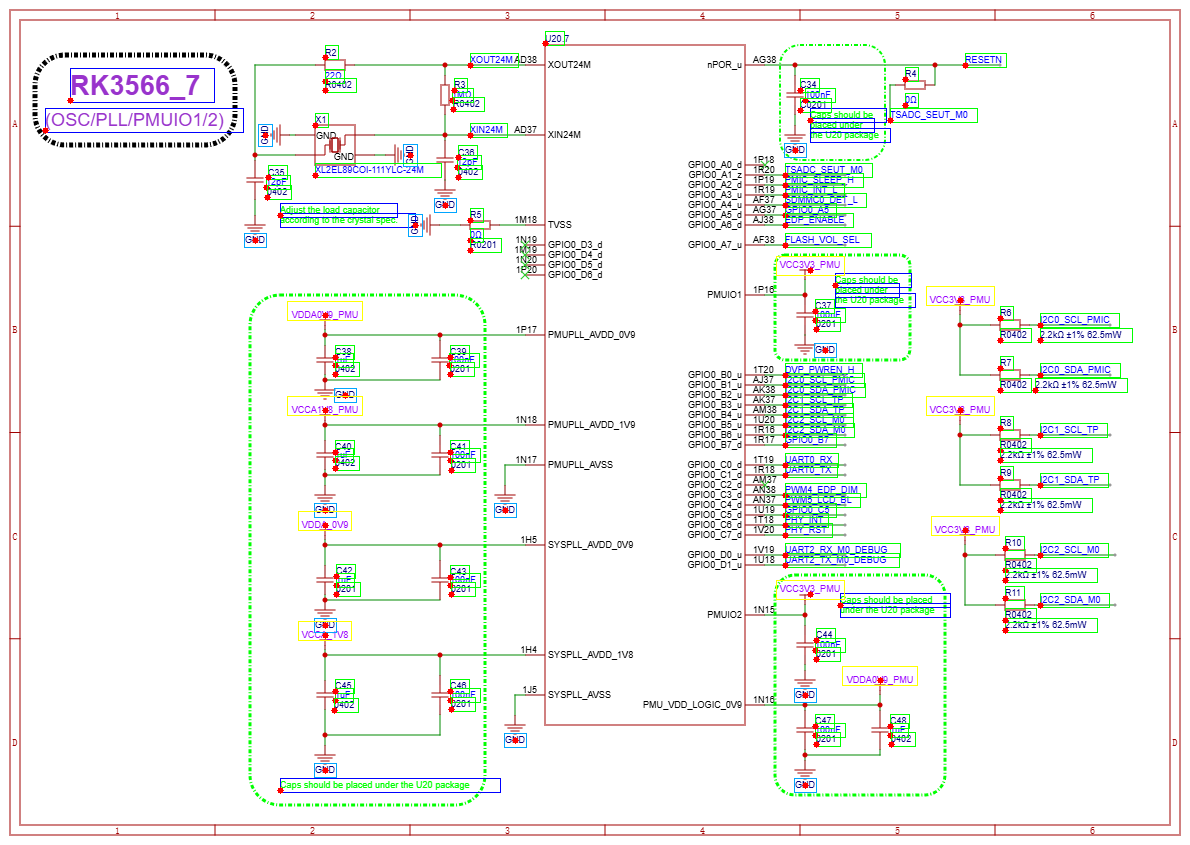 1 2 3 4 5 6
RK3566_7
(OSC/PLL/PMUIO1/2)
R2
22Ω
R0402
XOUT24M
AD38
R3
R0402
X1
GND
GND
GND
GND
XL2EL89COI-111YLC-24M
XIN24M
AD37
C35
0402
GND
C36
0402
GND
Adjust the load capacitor
according to the crystal spec.
GND
R5
0Ω
R0201
1M18
1N19
1M19
1N20
1P20
U20.7
XOUT24M
XIN24M
TVSS
GPIO0_D3_d
GPIO0_D4_d
GPIO0_D5_d
GPIO0_D6_d
PMUPLL_AVDD_0V9
PMUPLL_AVDD_1V8
PMUPLL_AVSS
SYSPLL_AVDD_0V9
SYSPLL_AVDD_1V8
SYSPLL_AVSS
nPOR_u
GPIO0_A0_d
GPIO0_A1_z
GPIO0_A2_d
GPIO0_A3_u
GPIO0_A4_u
GPIO0_A5_d
GPIO0_A6_d
GPIO0_A7_u
PMUIO1
GPIO0_B0_u
GPIO0_B1_u
GPIO0_B2_u
GPIO0_B3_u
GPIO0_B4_u
GPIO0_B5_u
GPIO0_B6_u
GPIO0_B7_d
GPIO0_C0_d
GPIO0_C1_d
GPIO0_C2_d
GPIO0_C3_d
GPIO0_C4_d
GPIO0_C5_d
GPIO0_C6_d
GPIO0_C7_d
GPIO0_D0_u
GPIO0_D1_u
PMUIO2
PMU_VDD_LOGIC_0V9
VDDA0V9_PMU
1P17
C38
0402
C39
100nF
0201
GND
VCCA1V8_PMU
1N18
C40
0402
C41
100nF
0201
GND
1N17
GND
VDDA_0V9
1H5
C42
0201
C43
100nF
0201
GND
VCCA_1V8
1H4
C45
1uF
0402
C46
100nF
0201
GND
1J5
GND
Caps should be placed under the U20 package
AG38
C34
100nF
C0201
GND
Caps should be
placed under
the U20 package
R4
0Ω
RESETN
TSADC_SEUT_M0
1R18
1R20 TSADC_SEUT_M0
1P19 PMIC_SLEEP_H
1R19 PMIC_INT_L
AF37 SDMMC0_DET_L
AG37 GPIO0_A5
AJ38 EDP_ENABLE
AF38 FLASH_VOL_SEL
VCC3V3_PMU
1P16
C37
100nF
0201
GND
Caps should be
placed under
the U20 package
1T20 DVP_PWREN_H
AJ37 I2C0_SCL_PMIC
AK38 I2C0_SDA_PMIC
AK37 I2C1_SCL_TP
AM38 I2C1_SDA_TP
1U20 I2C2_SCL_M0
1R16 I2C2_SDA_M0
1R17 GPIO0_B7
1T19 UART0_RX
1R18 UART0_TX
AM37
AN38 PWM4_EDP_DIM
AN37 PWM5_LCD_BL
1U19 GPIO0_C5
1T18 PHY_INT
1V20 PHY_RST
1V19 UART2_RX_M0_DEBUG
1U18 UART2_TX_M0_DEBUG
VCC3V3_PMU
1N15
Caps should be placed
under the U20 package
C44
100nF
0201
GND
VDDA0V9_PMU
1N16
C47
100nF
0201
C48
0402
GND
VCC3V3_PMU
R6
R0402
I2C0_SCL_PMIC
2.2kΩ ±1% 62.5mW
R7
R0402
I2C0_SDA_PMIC
2.2kΩ ±1% 62.5mW
VCC3V3_PMU
R8
R0402
I2C1_SCL_TP
2.2kΩ ±1% 62.5mW
R9
R0402
I2C1_SDA_TP
2.2kΩ ±1% 62.5mW
VCC3V3_PMU
R10
R0402
I2C2_SCL_M0
2.2kΩ ±1% 62.5mW
R11
R0402
I2C2_SDA_M0
2.2kΩ ±1% 62.5mW
A A
B B
C C
D D
1 2 3 4 5 6